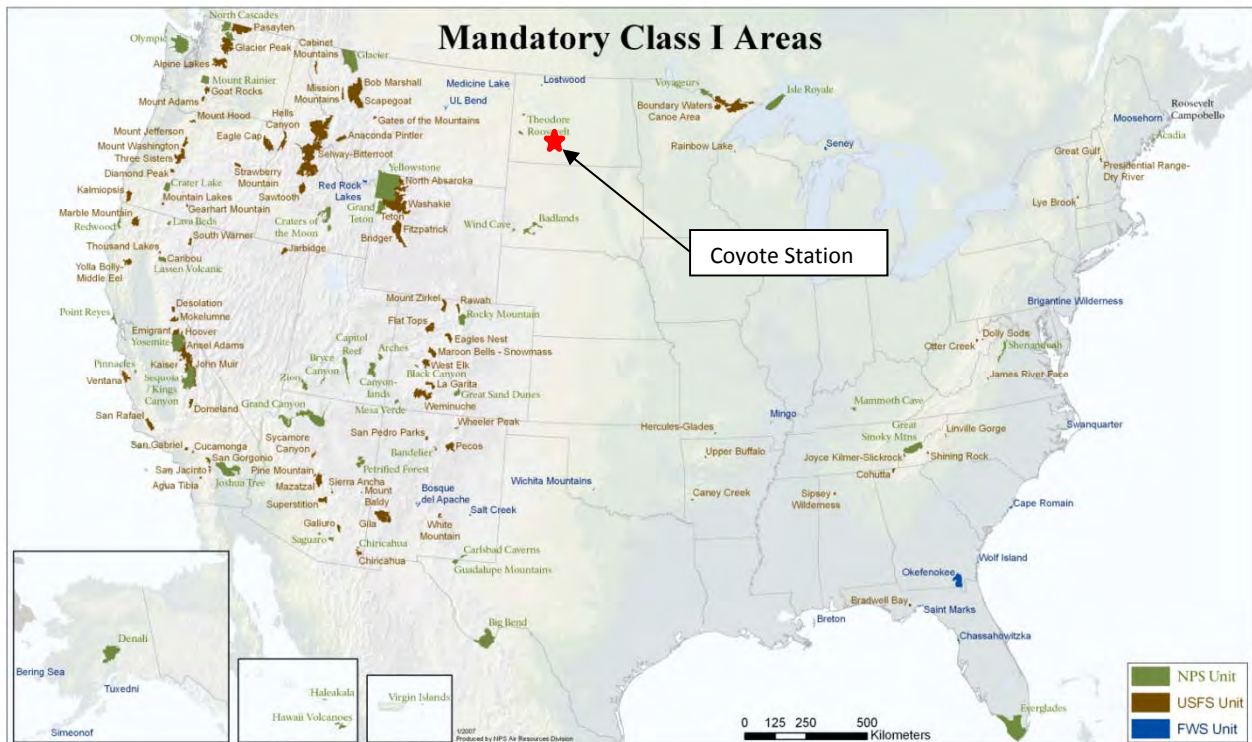 Mandatory Class I Areas
North Cascades
Pasayten
Olympic
Glacier Peak
Cabinet
Mountains
Glacier
Alpine Lakes
Mount Rainier
Goat Rocks
Mission
Mountains
Bob Marshall
Scapegoat
Medicine Lake
UL Bend
Lostwood
Voyageurs
Isle Royale
Boundary Waters
Canoe Area
Mount Adams
Mount Hood
Hells
Canyon
Gates of the Mountains
Theodore
Roosevelt
Roosevelt
Campobello
Moosehorn
Acadia
Mount Jefferson
Mount Washington
Eagle Cap
Anaconda Pintler
Rainbow Lake
Seney
Great Gulf
Presidential Range-
Dry River
Three Sisters
Diamond Peak
Strawberry
Mountain
Selway-Bitterroot
Yellowstone
North Absaroka
Red Rock
Lakes
Kalmiopsis
Crater Lake
Mountain Lakes
Gearhart Mountain
Sawtooth
Grand
Teton
Washakie
Teton
Fitzpatrick
Bridger
Lye Brook
Marble Mountain
Redwood
Lava Beds
Craters of
the Moon
Wind Cave
Badlands
Coyote Station
South Warner
Jarbidge
Thousand Lakes
Caribou
Lassen Volcanic
Yolla Bolly-
Middle Eel
Mount Zirkel
Rawah
Rocky Mountain
Flat Tops
Brigantine Wilderness
Desolation
Mokelumne
Point Reyes
Emigrant
Hoover
Yosemite
Ansel Adams
Capitol
Reef
Arches
Eagles Nest
Maroon Bells - Snowmass
Dolly Sods
Otter Creek
Shenandoah
Pinnacles
Kaiser
John Muir
Bryce
Canyon
West Elk
Black Canyon
Ventana
Sequoia
/ Kings
Canyon
Zion
Canyon-
lands
La Garita
Great Sand Dunes
James River Face
Domeland
Grand Canyon
Mesa Verde
Weminuche
Mammoth Cave
San Rafael
Wheeler Peak
Hercules-Glades
Mingo
Great
Smoky Mtns
Linville Gorge
Swanquarter
San Gabriel
Cucamonga
San Gorgonio
Sycamore
Canyon
San Pedro Parks
Bandelier
Pecos
Upper Buffalo
Joyce Kilmer-Slickrock
Shining Rock
San Jacinto
Agua Tibia
Joshua Tree
Pine Mountain
Mazatzal
Petrified Forest
Cohutta
Sierra Ancha
Mount
Baldy
Bosque
del Apache
Wichita Mountains
Caney Creek
Sipsey
Wilderness
Superstition
Salt Creek
Cape Romain
Galiuro
Gila
White
Mountain
Saguaro
Chiricahua
Chiricahua
Carlsbad Caverns
Guadalupe Mountains
Wolf Island
Okefenokee
Bradwell Bay
Saint Marks
Breton
Chassahowitzka
Big Bend
Everglades
Denali
Bering Sea
Tuxedni
Simeonof
Haleakala
Hawaii Volcanoes
Virgin Islands
1/2007
Produced by NPS Air Resources Division
0 125 250 500
Kilometers
NPS Unit
USFS Unit
FWS Unit